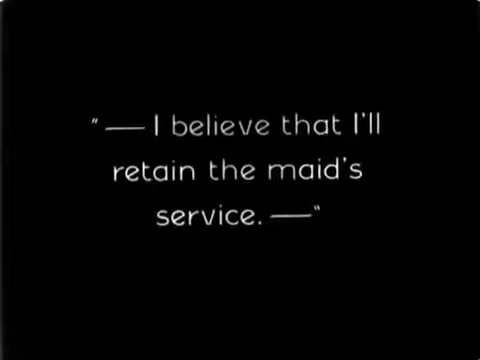 "—— I believe that I'll
retain the maid's
service. ——"